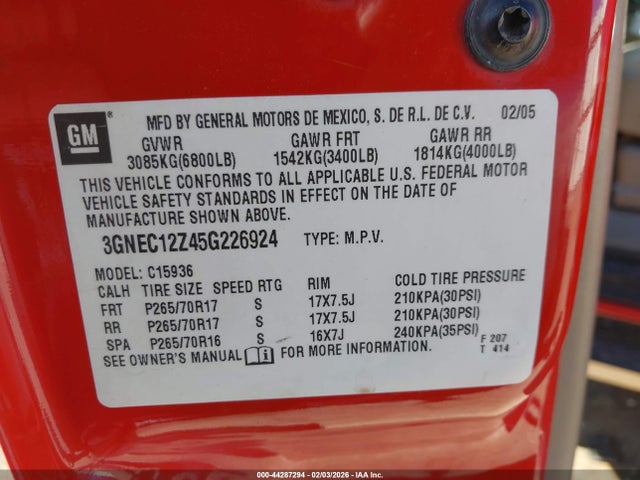 GM
MFD BY GENERAL MOTORS DE MEXICO, S. DE R.L. DE C.V. 02/05
GVWR GAWR FRT GAWR RR
3085KG(6800LB) 1542KG(3400LB) 1814KG(4000LB)
THIS VEHICLE CONFORMS TO ALL APPLICABLE U.S. FEDERAL MOTOR
VEHICLE SAFETY STANDARDS IN EFFECT ON THE DATE OF
MANUFACTURE SHOWN ABOVE.
3GNEC12Z45G226924 TYPE: M.P.V.
MODEL: C15936
CALH TIRE SIZE SPEED RTG RIM COLD TIRE PRESSURE
FRT P265/70R17 S 17X7.5J 210KPA(30PSI)
RR P265/70R17 S 17X7.5J 210KPA(30PSI)
SPA P265/70R16 S 16X7J 240KPA(35PSI)
SEE OWNER'S MANUAL FOR MORE INFORMATION.
F 207
T 414
000-44287294 - 02/03/2026 - IAAI.COM